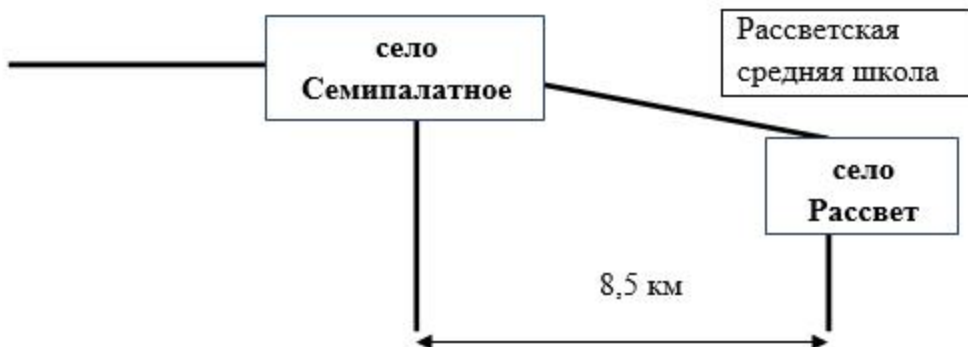 село
Семипалатное
Рассветская
средняя школа
село
Рассвет
8,5 км